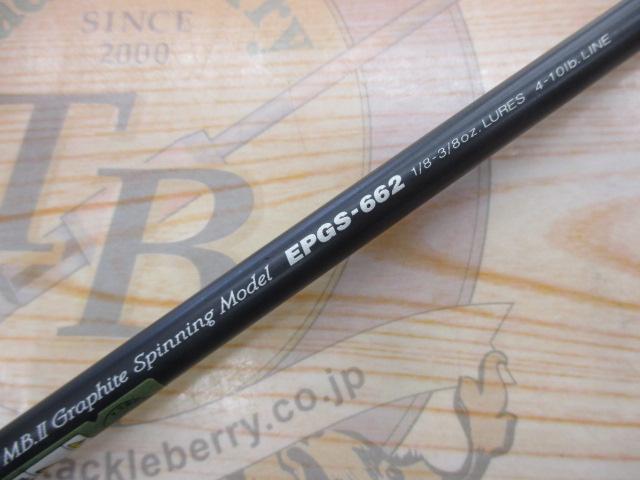 SINCE
2000
TB
MB.II Graphite Spinning Model EPGS-662 1/8-3/8oz. LURES 4-10lb. LINE
ackleberry.co.jp